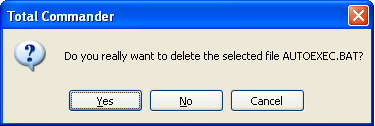 Total Commander
Do you really want to delete the selected file AUTOEXEC.BAT?
Yes No Cancel